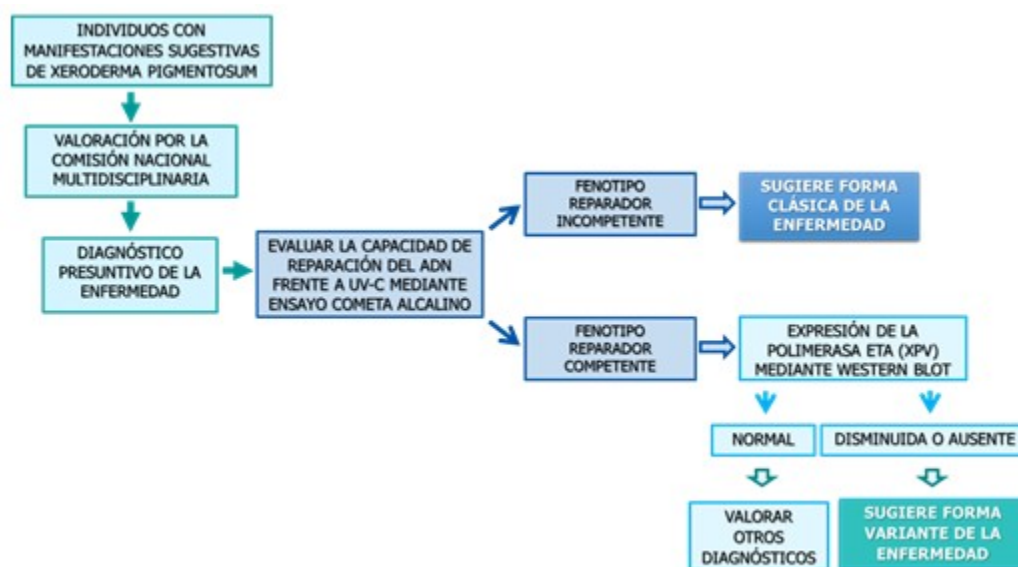 INDIVIDUOS CON
MANIFESTACIONES SUGESTIVAS
DE XERODERMA PIGMENTOSUM
VALORACIÓN POR LA
COMISIÓN NACIONAL
MULTIDISCIPLINARIA
DIAGNÓSTICO
PRESUNTIVO DE LA
ENFERMEDAD
EVALUAR LA CAPACIDAD DE
REPARACIÓN DEL ADN
FRENTE A UV-C MEDIANTE
ENSAYO COMETA ALCALINO
FENOTIPO
REPARADOR
INCOMPETENTE
SUGIERE FORMA
CLÁSICA DE LA
ENFERMEDAD
FENOTIPO
REPARADOR
COMPETENTE
EXPRESIÓN DE LA
POLIMERASA ETA (XPV)
MEDIANTE WESTERN BLOT
NORMAL
DISMINUIDA O AUSENTE
VALORAR
OTROS
DIAGNÓSTICOS
SUGIERE FORMA
VARIANTE DE LA
ENFERMEDAD